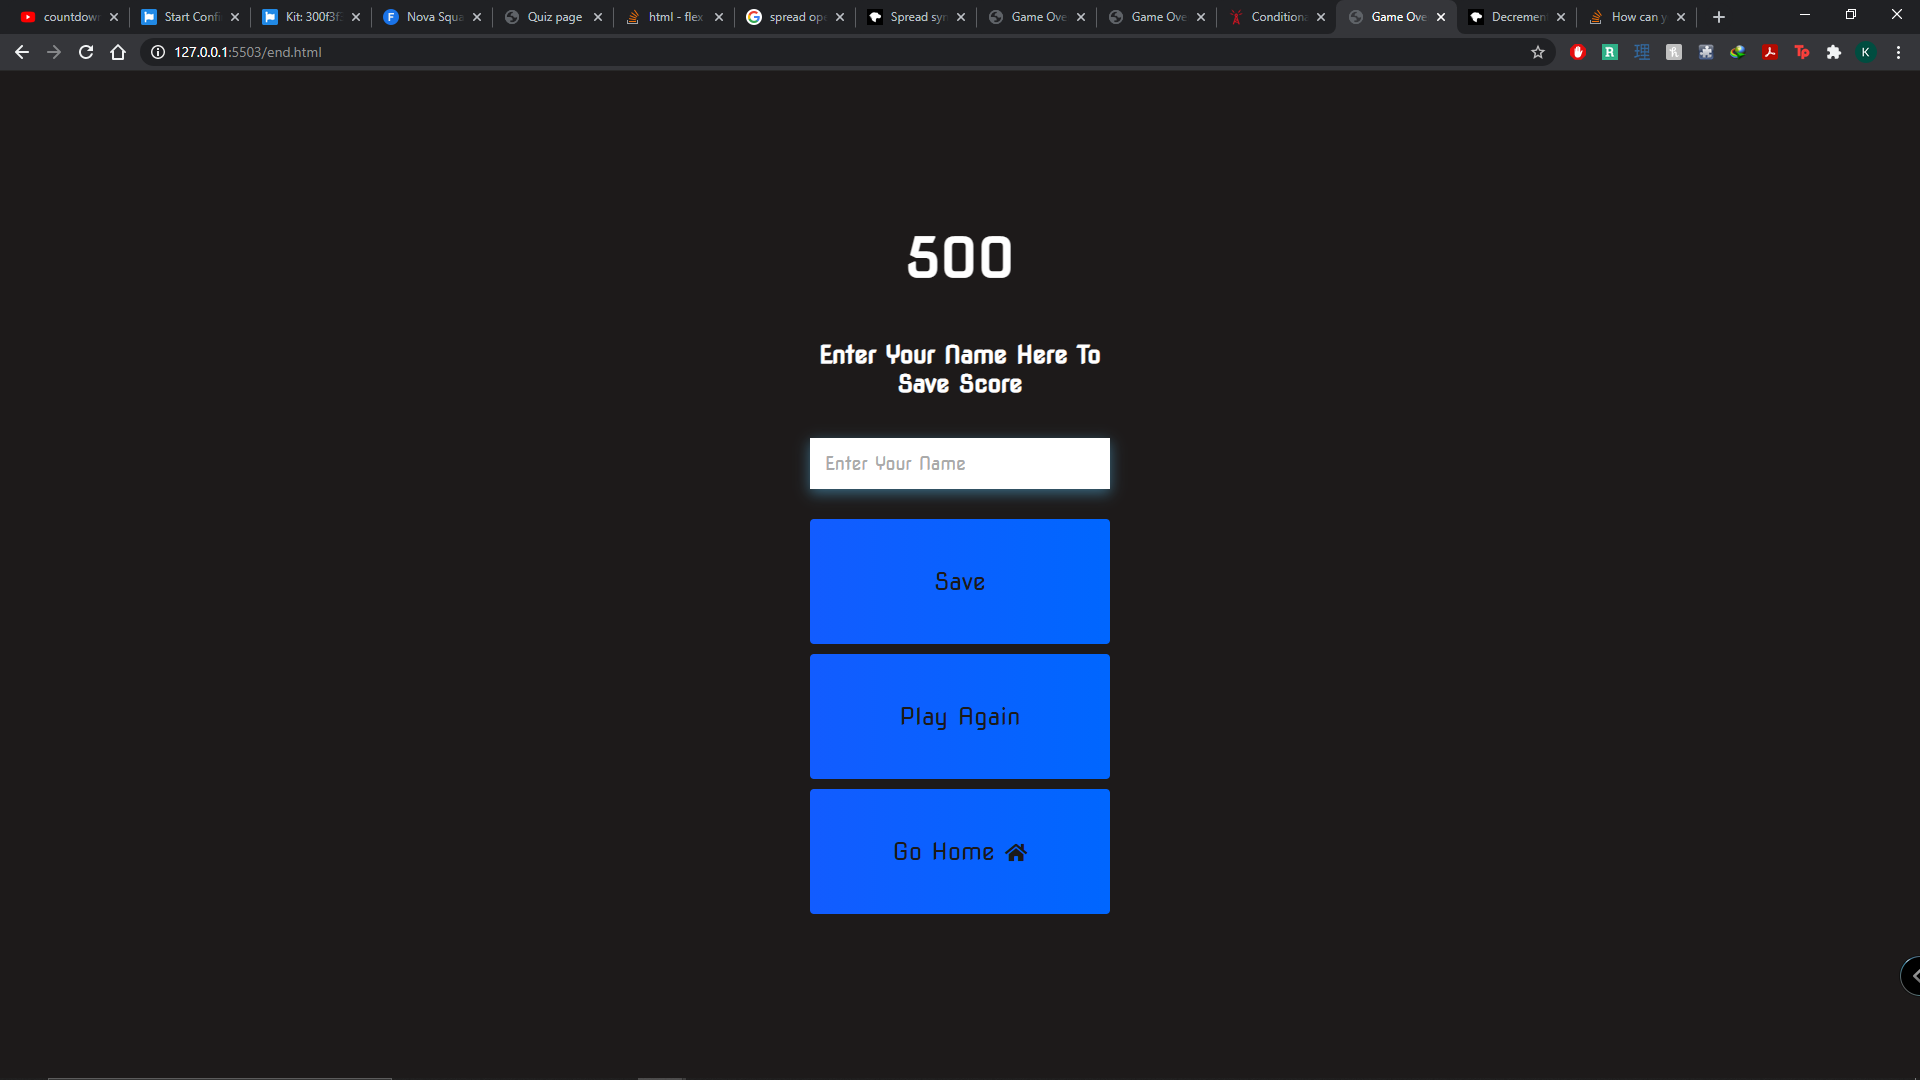 countdown
Start Confi
Kit: 300f3f
Nova Squa
Quiz page
html - flex
spread ope
Spread syn
Game Ove
Game Ove
Conditiona
Game Ove
Decrement
How can y
127.0.0.1:5503/end.html
500
Enter Your Name Here To
Save Score
Enter Your Name
Save
Play Again
Go Home